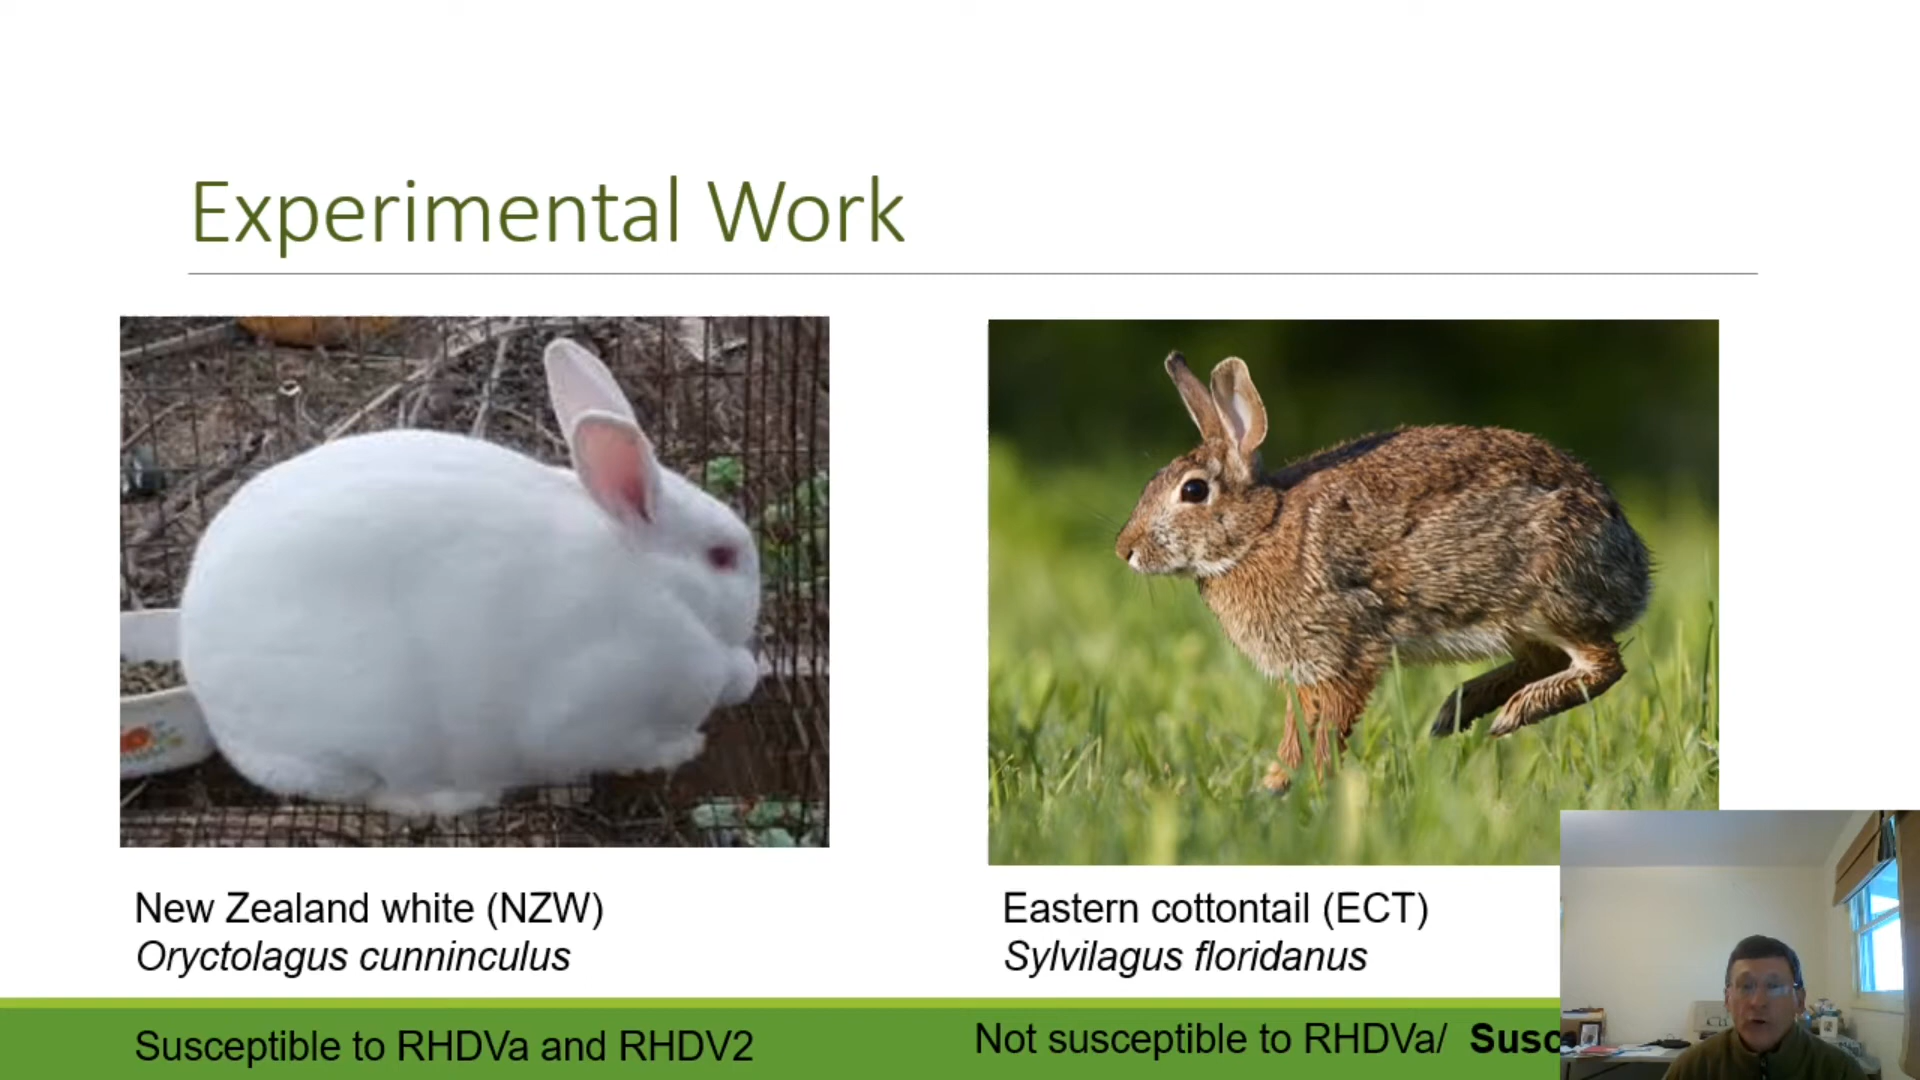 Experimental Work
New Zealand white (NZW)
Oryctolagus cunninculus
Eastern cottontail (ECT)
Sylvilagus floridanus
Susceptible to RHDVa and RHDV2
Not susceptible to RHDVa/